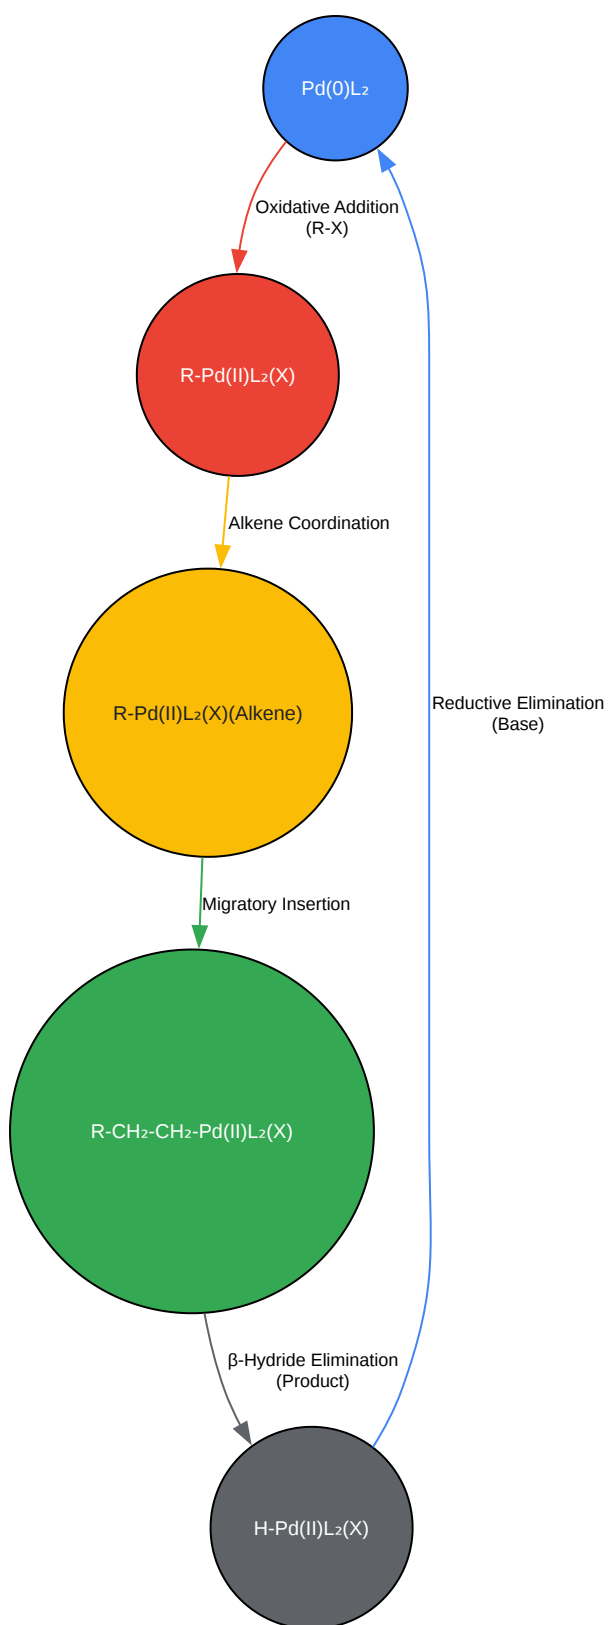 Pd(0)L₂
Oxidative Addition
(R-X)
R-Pd(II)L₂(X)
Alkene Coordination
R-Pd(II)L₂(X)(Alkene)
Reductive Elimination
(Base)
Migratory Insertion
R-CH₂-CH₂-Pd(II)L₂(X)
β-Hydride Elimination
(Product)
H-Pd(II)L₂(X)